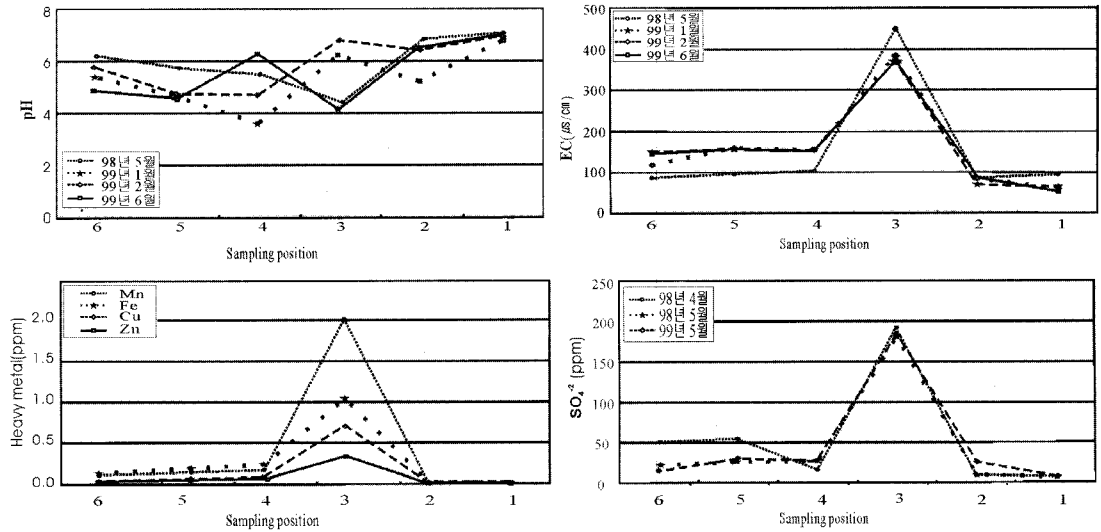 8
6
4
2
0
pH
98년 5월
99년 1월
99년 2월
99년 6월
6 5 4 3 2 1
Sampling position
500
400
300
200
100
0
EC(㎲/cm)
98년 5월
99년 1월
99년 2월
99년 6월
6 5 4 3 2 1
Sampling position
2.0
1.5
1.0
0.5
0.0
Heavy metal(ppm)
Mn
Fe
Cu
Zn
6 5 4 3 2 1
Sampling position
250
200
150
100
50
0
SO₄⁻² (ppm)
98년 4월
98년 5월
99년 5월
6 5 4 3 2 1
Sampling position